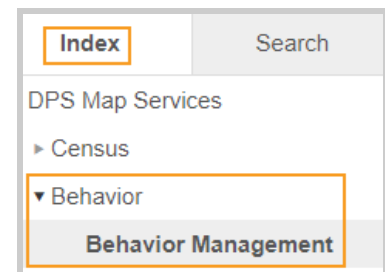 Index Search
DPS Map Services
▸ Census
▾ Behavior
Behavior Management